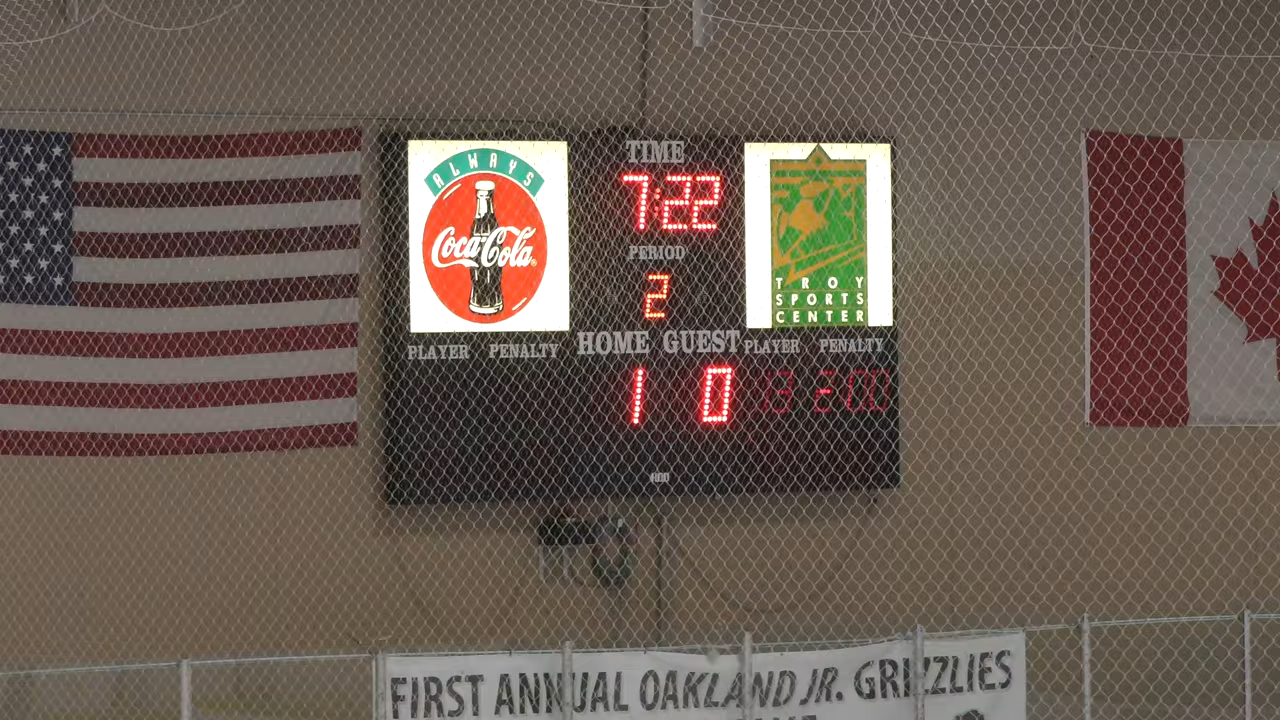 ALWAYS
Coca-Cola
TIME
7:22
PERIOD
2
HOME GUEST
1 0
TROY
SPORTS
CENTER
PLAYER PENALTY
PLAYER PENALTY
13 2:00
FIRST ANNUAL OAKLAND JR. GRIZZLIES